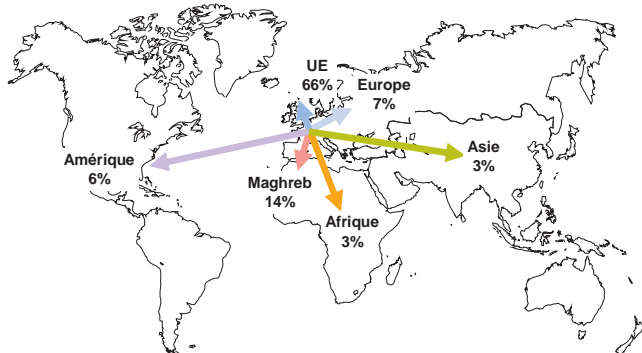 UE
66%
Europe
7%
Asie
3%
Amérique
6%
Maghreb
14%
Afrique
3%